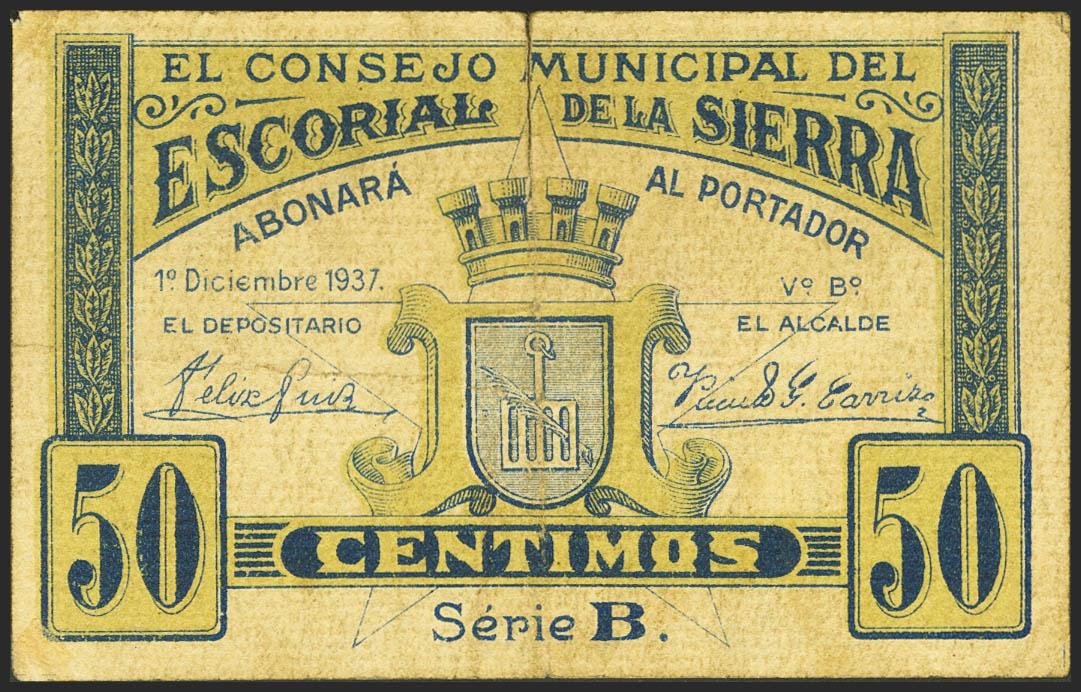 EL CONSEJO MUNICIPAL DEL
ESCORIAL DE LA SIERRA
ABONARÁ AL PORTADOR
1º Diciembre 1937.
Vº Bº
EL DEPOSITARIO
EL ALCALDE
Felix Ruiz
G. Carrizo
50
50
CENTIMOS
Série B.